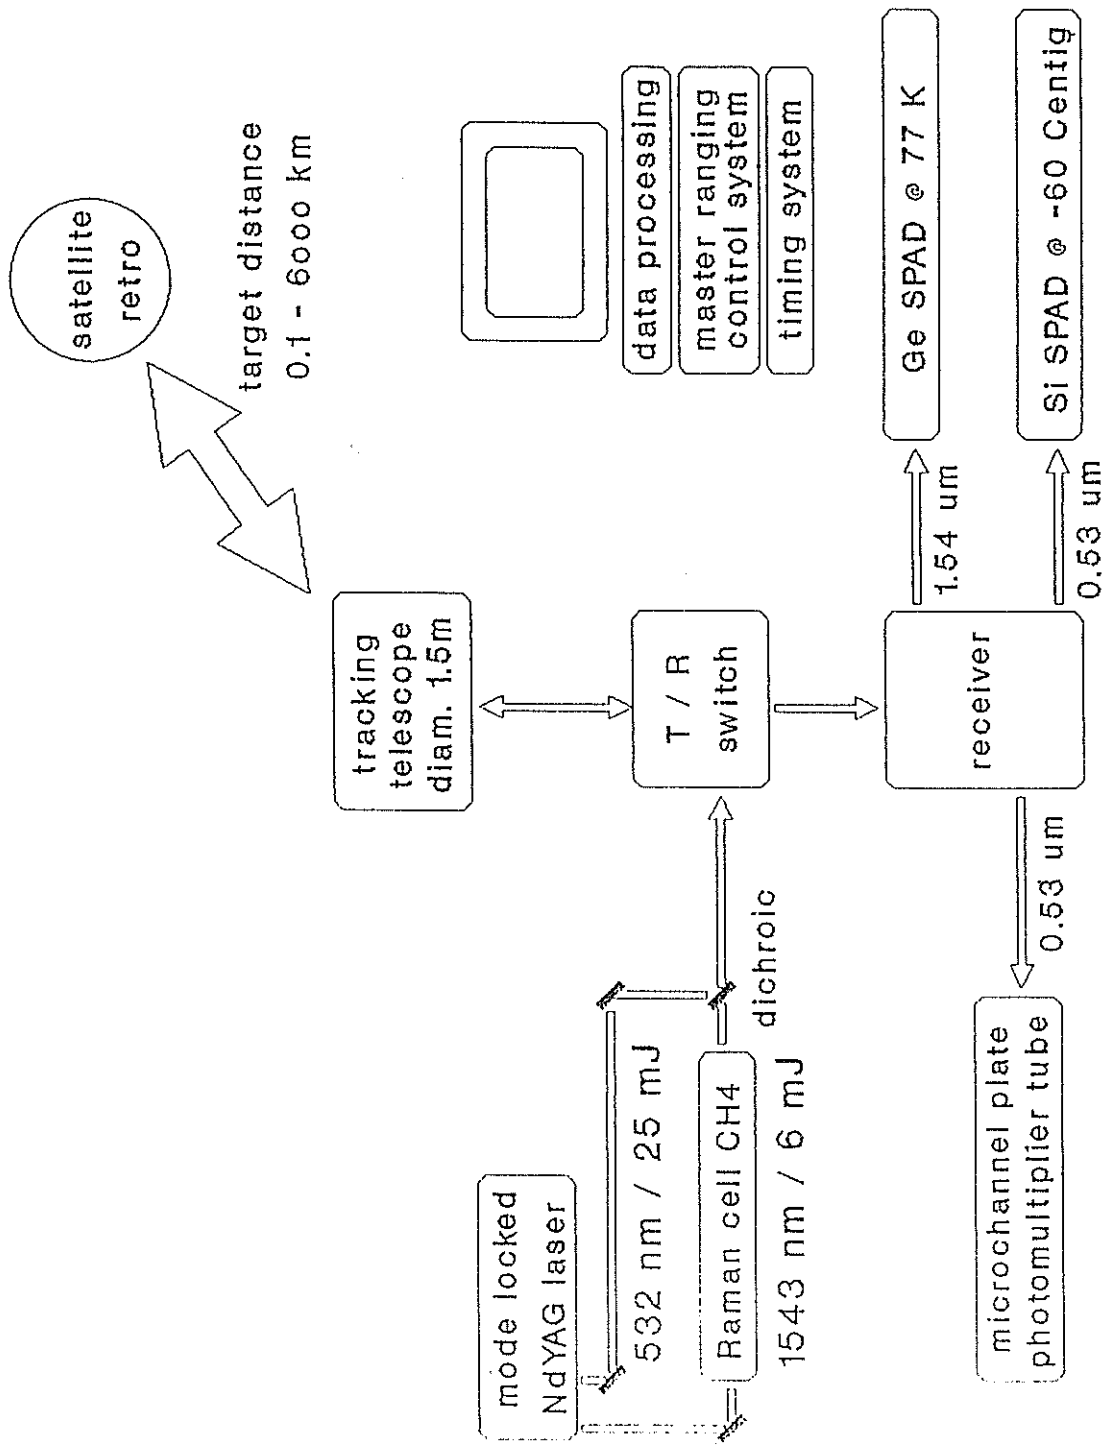 satellite
retro
target distance
0.1 - 6000 km
tracking
telescope
diam. 1.5m
data processing
master ranging
control system
timing system
mode locked
NdYAG laser
532 nm / 25 mJ
Raman cell CH4
1543 nm / 6 mJ
dichroic
T / R
switch
receiver
1.54 um
Ge SPAD @ 77 K
0.53 um
Si SPAD @ -60 Centig
0.53 um
microchannel plate
photomultiplier tube